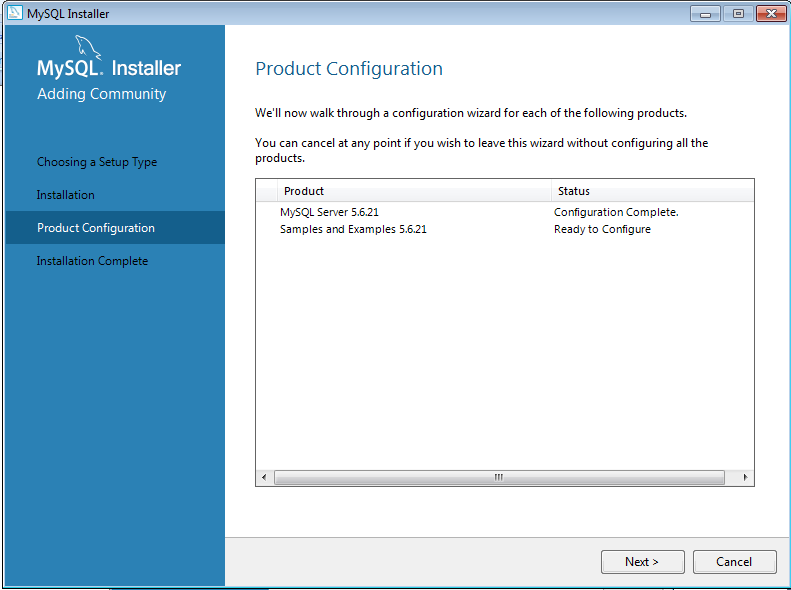 MySQL Installer
MySQL. Installer
Adding Community
Choosing a Setup Type
Installation
Product Configuration
Installation Complete
Product Configuration
We'll now walk through a configuration wizard for each of the following products.
You can cancel at any point if you wish to leave this wizard without configuring all the
products.
Product Status
MySQL Server 5.6.21 Configuration Complete.
Samples and Examples 5.6.21 Ready to Configure
Next >
Cancel